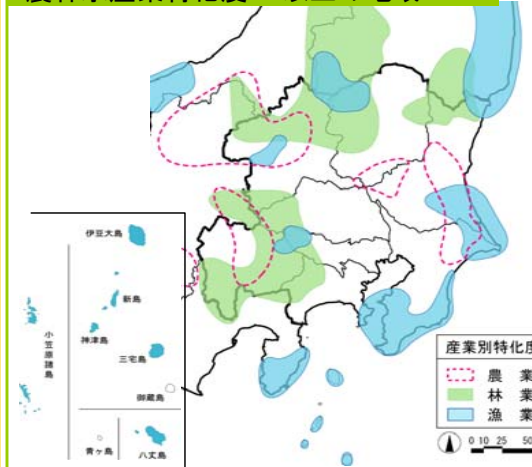 伊豆大島
新島
神津島
三宅島
御蔵島
小笠原諸島
青ヶ島
八丈島
産業別特化度
農 業
林 業
漁 業
0 10 25 50